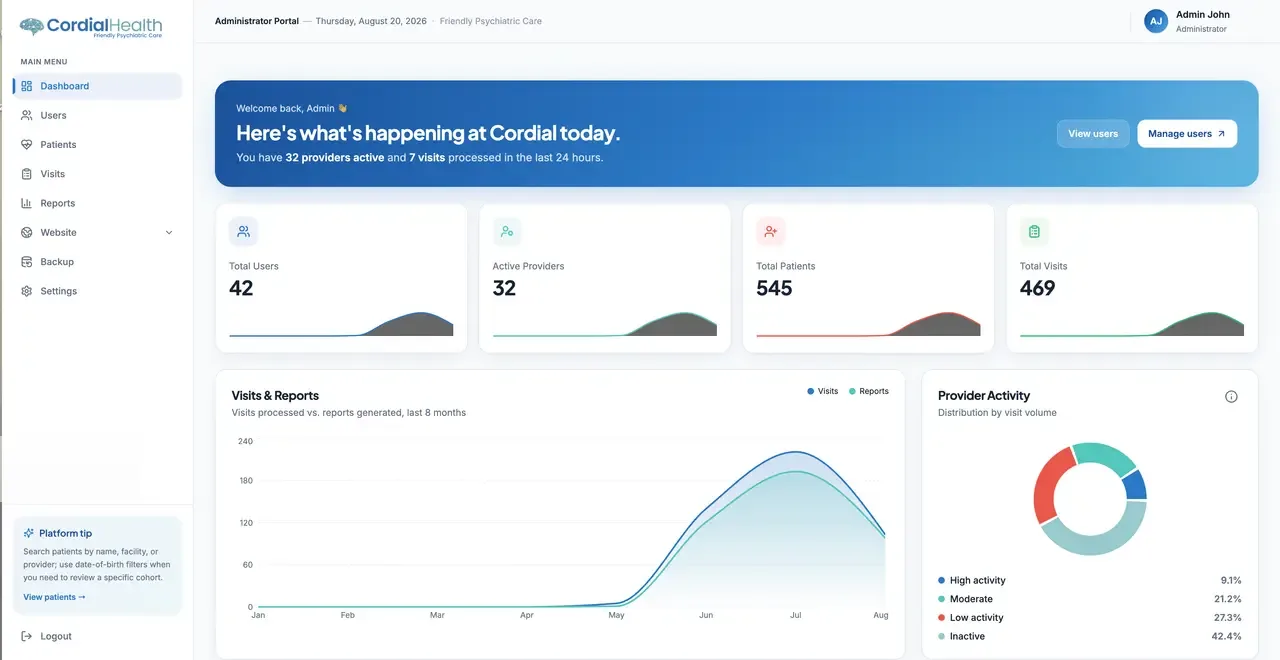 CordialHealth
Friendly Psychiatric Care
MAIN MENU
Dashboard
Users
Patients
Visits
Reports
Website
Backup
Settings
Platform tip
Search patients by name, facility, or
provider; use date-of-birth filters when
you need to review a specific cohort.
View patients →
Logout
Administrator Portal — Thursday, August 20, 2026 · Friendly Psychiatric Care
AJ
Admin John
Administrator
Welcome back, Admin 👋
Here's what's happening at Cordial today.
You have 32 providers active and 7 visits processed in the last 24 hours.
View users
Manage users
Total Users
42
Active Providers
32
Total Patients
545
Total Visits
469
Visits & Reports
Visits processed vs. reports generated, last 8 months
Visits Reports
240
180
120
60
0
Jan Feb Mar Apr May Jun Jul Aug
Provider Activity
Distribution by visit volume
High activity 9.1%
Moderate 21.2%
Low activity 27.3%
Inactive 42.4%